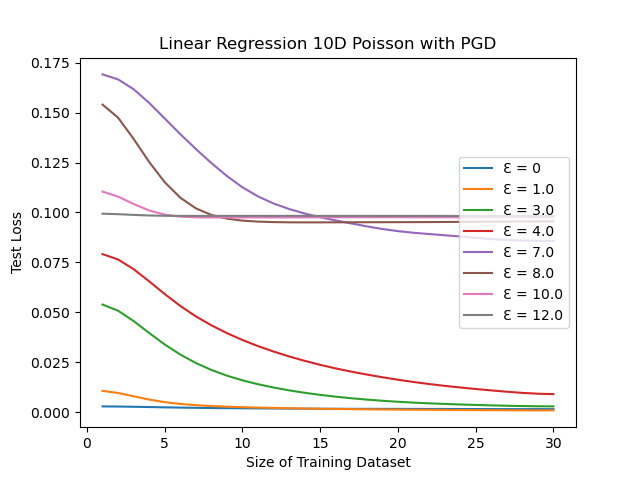 Linear Regression 10D Poisson with PGD
Test Loss
0.175
0.150
0.125
0.100
0.075
0.050
0.025
0.000
Ɛ = 0
Ɛ = 1.0
Ɛ = 3.0
Ɛ = 4.0
Ɛ = 7.0
Ɛ = 8.0
Ɛ = 10.0
Ɛ = 12.0
0 5 10 15 20 25 30
Size of Training Dataset